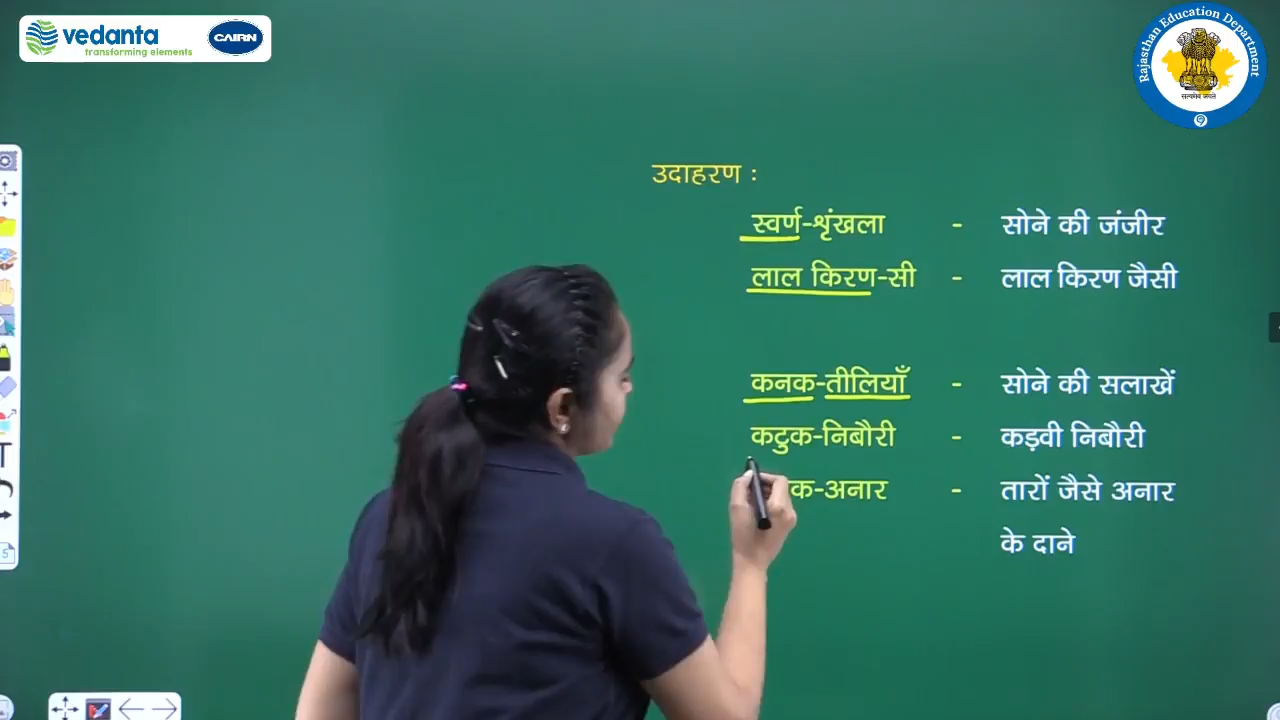 vedanta
transforming elements
CAIRN
Rajasthan Education Department
सत्यमेव जयते
उदाहरण :
स्वर्ण-शृंखला - सोने की जंजीर
लाल किरण-सी - लाल किरण जैसी
कनक-तीलियाँ - सोने की सलाखें
कटुक-निबौरी - कड़वी निबौरी
क-अनार - तारों जैसे अनार
के दाने